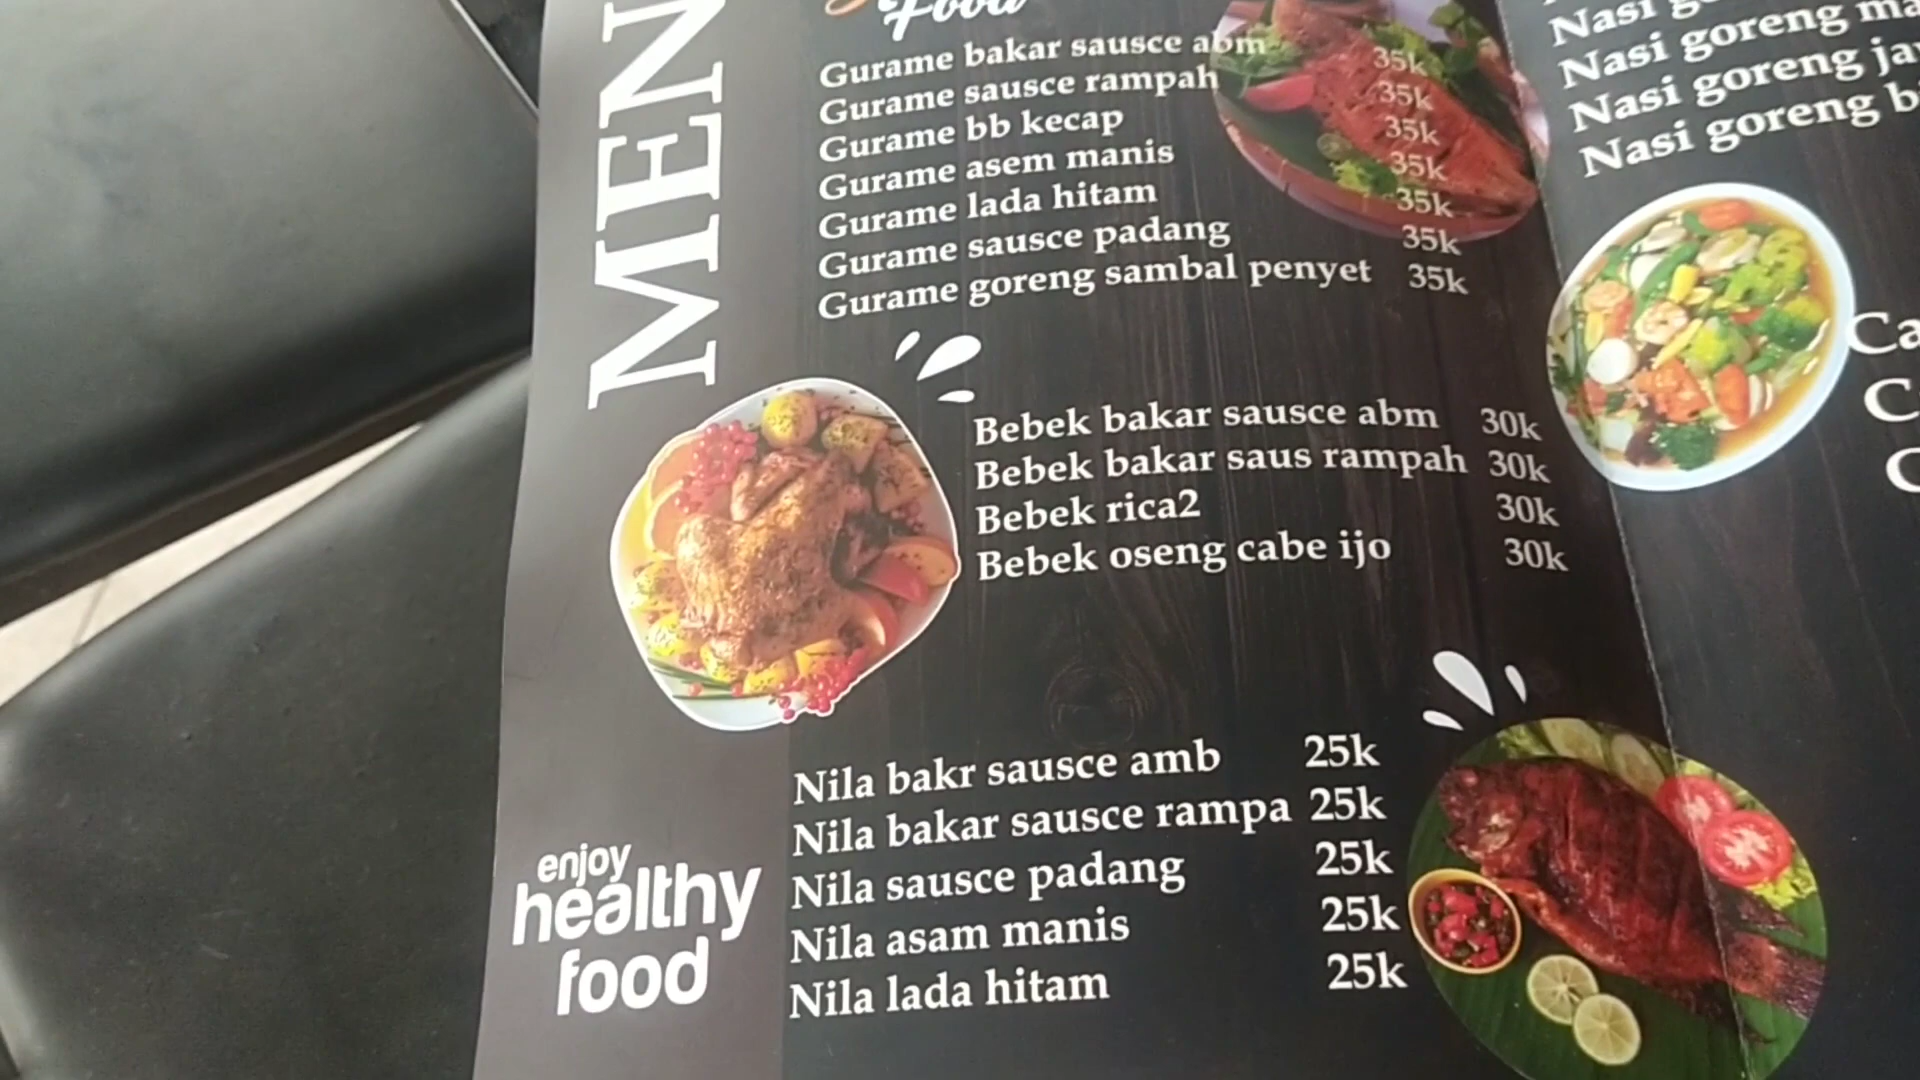 MEN
Food
Gurame bakar sausce abm 35k
Gurame sausce rampah 35k
Gurame bb kecap 35k
Gurame asem manis 35k
Gurame lada hitam 35k
Gurame sausce padang 35k
Gurame goreng sambal penyet 35k
Bebek bakar sausce abm 30k
Bebek bakar saus rampah 30k
Bebek rica2 30k
Bebek oseng cabe ijo 30k
Nila bakr sausce amb 25k
Nila bakar sausce rampa 25k
Nila sausce padang 25k
Nila asam manis 25k
Nila lada hitam 25k
enjoy
healthy
food
Nasi
Nasi goreng
Nasi goreng
Nasi goreng